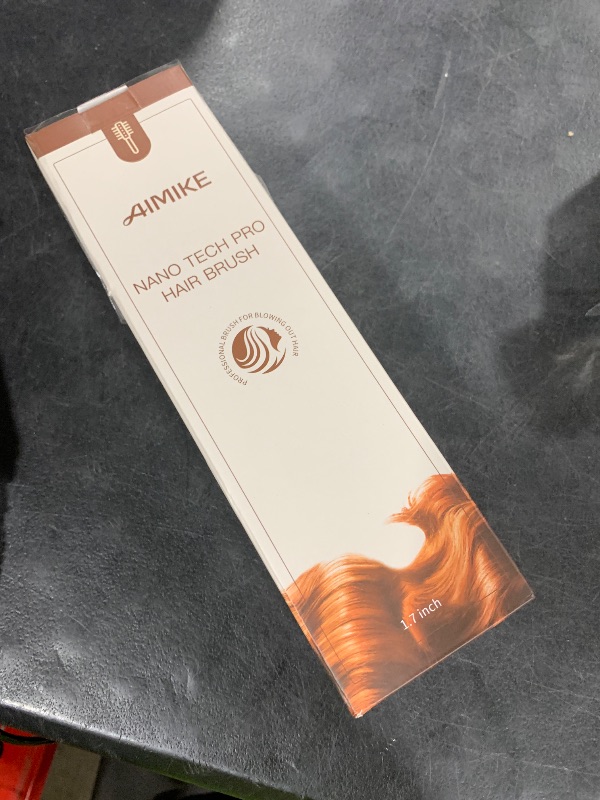 AIMIKE
NANO TECH PRO
HAIR BRUSH
PROFESSIONAL BRUSH FOR BLOWING OUT HAIR
1.7 inch